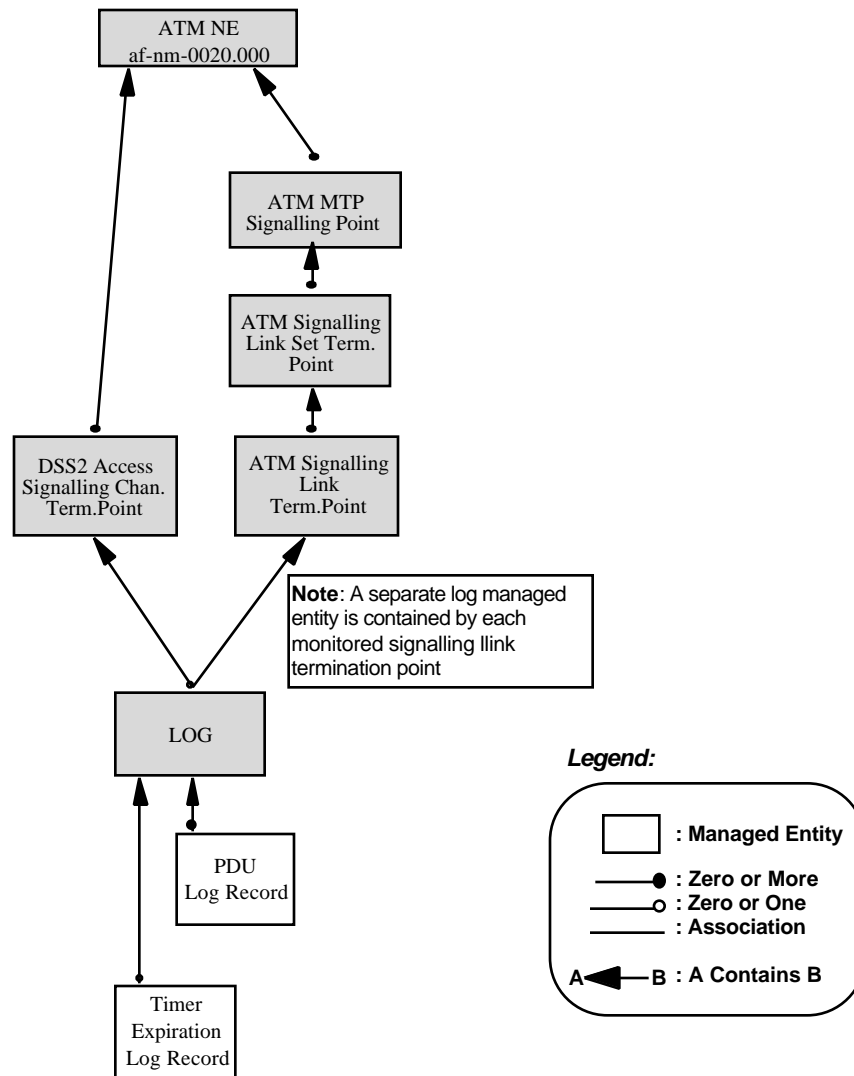 ATM NE
af-nm-0020.000
ATM MTP
Signalling Point
ATM Signalling
Link Set Term.
Point
DSS2 Access
Signalling Chan.
Term.Point
ATM Signalling
Link
Term.Point
Note: A separate log managed
entity is contained by each
monitored signalling llink
termination point
LOG
PDU
Log Record
Timer
Expiration
Log Record
Legend:
: Managed Entity
: Zero or More
: Zero or One
: Association
A B : A Contains B